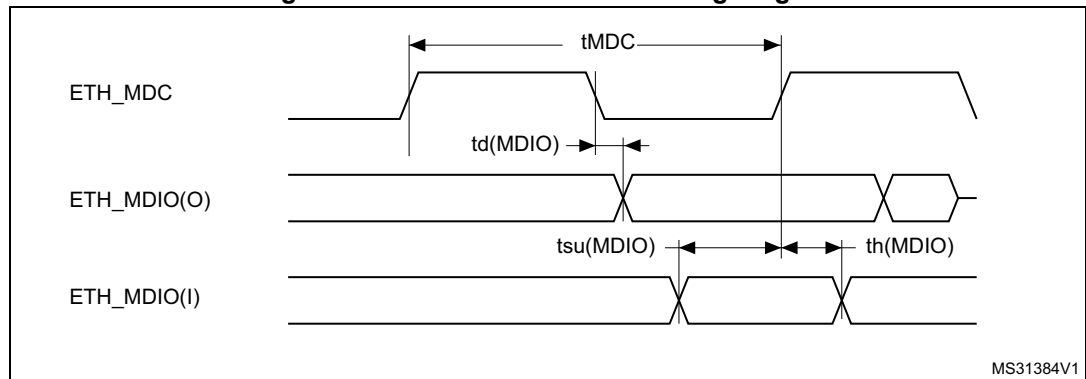 tMDC
ETH_MDC
td(MDIO)
ETH_MDIO(O)
tsu(MDIO) th(MDIO)
ETH_MDIO(I)
MS31384V1